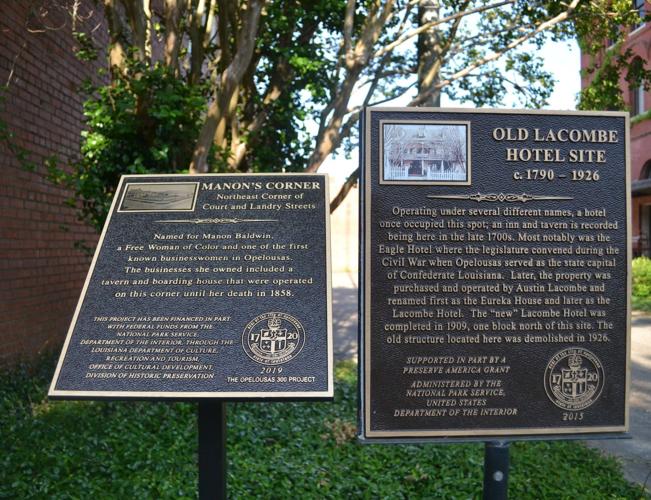 MANON'S CORNER
Northeast Corner of
Court and Landry Streets
Named for Manon Baldwin,
a Free Woman of Color and one of the first
known businesswomen in Opelousas.
The businesses she owned included a
tavern and boarding house that were operated
on this corner until her death in 1858.
THIS PROJECT HAS BEEN FINANCED IN PART
WITH FEDERAL FUNDS FROM THE
NATIONAL PARK SERVICE,
DEPARTMENT OF THE INTERIOR, THROUGH THE
LOUISIANA DEPARTMENT OF CULTURE,
RECREATION AND TOURISM,
OFFICE OF CULTURAL DEVELOPMENT,
DIVISION OF HISTORIC PRESERVATION
17 20
2019
THE OPELOUSAS 300 PROJECT
OLD LACOMBE
HOTEL SITE
c. 1790 – 1926
Operating under several different names, a hotel
once occupied this spot; an inn and tavern is recorded
being here in the late 1700s. Most notably was the
Eagle Hotel where the legislature convened during the
Civil War when Opelousas served as the state capital
of Confederate Louisiana. Later, the property was
purchased and operated by Austin Lacombe and
renamed first as the Eureka House and later as the
Lacombe Hotel. The "new" Lacombe Hotel was
completed in 1909, one block north of this site. The
old structure located here was demolished in 1926.
SUPPORTED IN PART BY A
PRESERVE AMERICA GRANT
ADMINISTERED BY THE
NATIONAL PARK SERVICE,
UNITED STATES
DEPARTMENT OF THE INTERIOR
17 20
2015